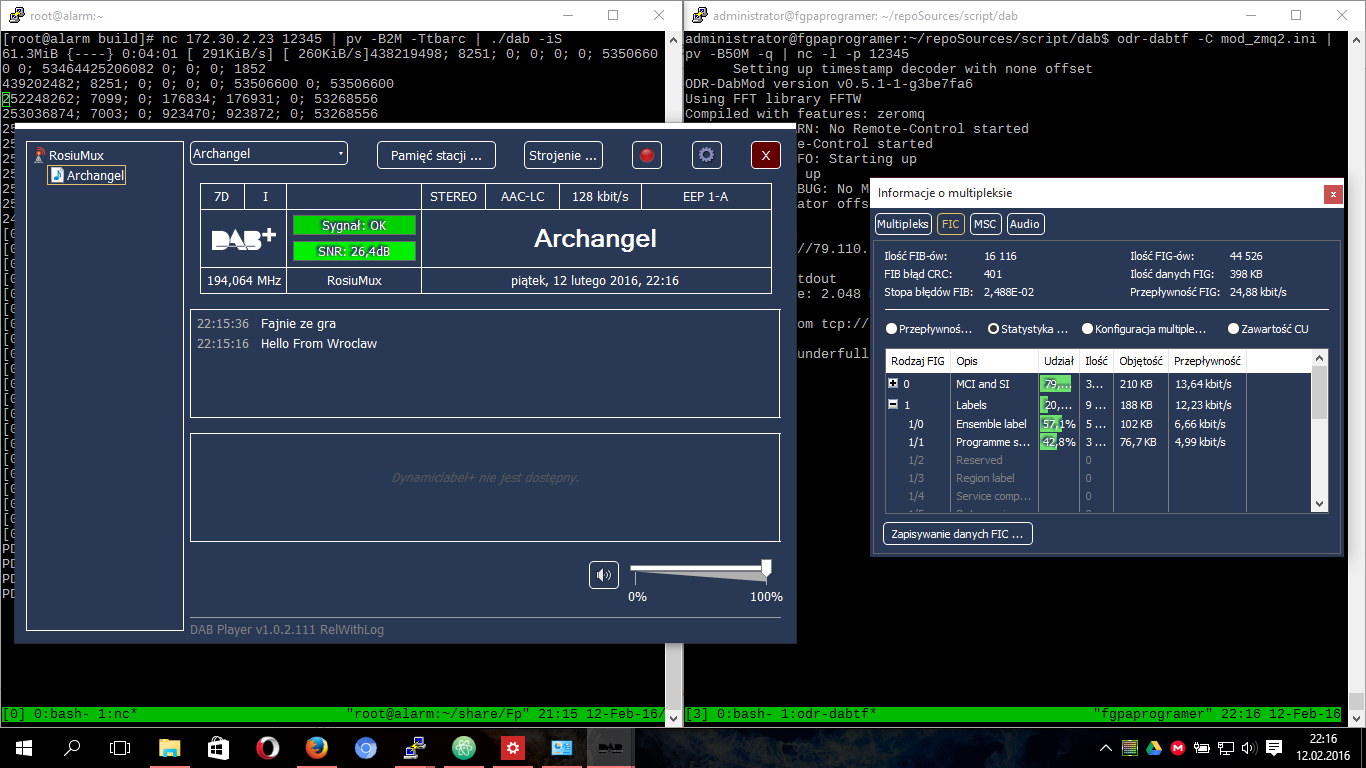 root@alarm:~
[root@alarm build]# nc 172.30.2.23 12345 | pv -B2M -Ttbarc | ./dab -iS
61.3MiB {----} 0:04:01 [ 291KiB/s] [ 260KiB/s]438219498; 8251; 0; 0; 0; 0; 5350660
0 0; 53464425206082 0; 0; 0; 1852
439202482; 8251; 0; 0; 0; 0; 53506600 0; 53506600
252248262; 7099; 0; 176834; 176931; 0; 53268556
253036874; 7003; 0; 923470; 923872; 0; 53268556
RosiuMux
Archangel
Archangel
Pamięć stacji ...
Strojenie ...
X
7D
I
STEREO
AAC-LC
128 kbit/s
EEP 1-A
DAB+
Sygnał: OK
SNR: 26,4dB
Archangel
194,064 MHz
RosiuMux
piątek, 12 lutego 2016, 22:16
22:15:36 Fajnie ze gra
22:15:16 Hello From Wroclaw
Dynamiclabel+ nie jest dostępny.
0%
100%
DAB Player v1.0.2.111 RelWithLog
[0] 0:bash- 1:nc* "root@alarm:~/share/Fp" 21:15 12-Feb-16
administrator@fgpaprogramer: ~/repoSources/script/dab
administrator@fgpaprogramer:~/repoSources/script/dab$ odr-dabtf -C mod_zmq2.ini |
pv -B50M -q | nc -l -p 12345
Setting up timestamp decoder with none offset
ODR-DabMod version v0.5.1-1-g3be7fa6
Using FFT library FFTW
Compiled with features: zeromq
RN: No Remote-Control started
e-Control started
FO: Starting up
up
BUG: No M
ator offs
//79.110.
tdout
e: 2.048
om tcp://
underfull
Informacje o multipleksie
x
Multipleks
FIC
MSC
Audio
Ilość FIB-ów: 16 116 Ilość FIG-ów: 44 526
FIB błąd CRC: 401 Ilość danych FIG: 398 KB
Stopa błędów FIB: 2,488E-02 Przepływność FIG: 24,88 kbit/s
Przepływnoś... Statystyka ... Konfiguracja multiple... Zawartość CU
Rodzaj FIG Opis Udział Ilość Objętość Przepływność
0 MCI and SI 79,... 3... 210 KB 13,64 kbit/s
1 Labels 20,... 9 ... 188 KB 12,23 kbit/s
1/0 Ensemble label 57,1% 5 ... 102 KB 6,66 kbit/s
1/1 Programme s... 42,8% 3 ... 76,7 KB 4,99 kbit/s
1/2 Reserved 0
1/3 Region label 0
1/4 Service comp... 0
Zapisywanie danych FIC ...
[3] 0:bash- 1:odr-dabtf* "fgpaprogramer" 22:16 12-Feb-16
22:16
12.02.2016